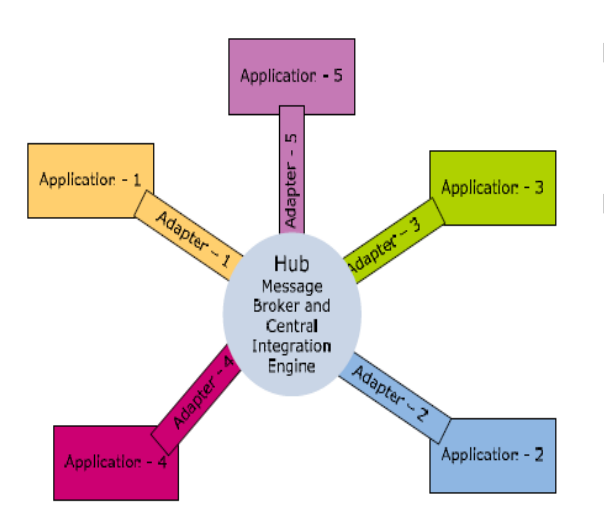 Application - 5
Adapter - 5
Application - 1
Adapter - 1
Application - 3
Adapter - 3
Hub
Message
Broker and
Central
Integration
Engine
Adapter - 4
Application - 4
Adapter - 2
Application - 2